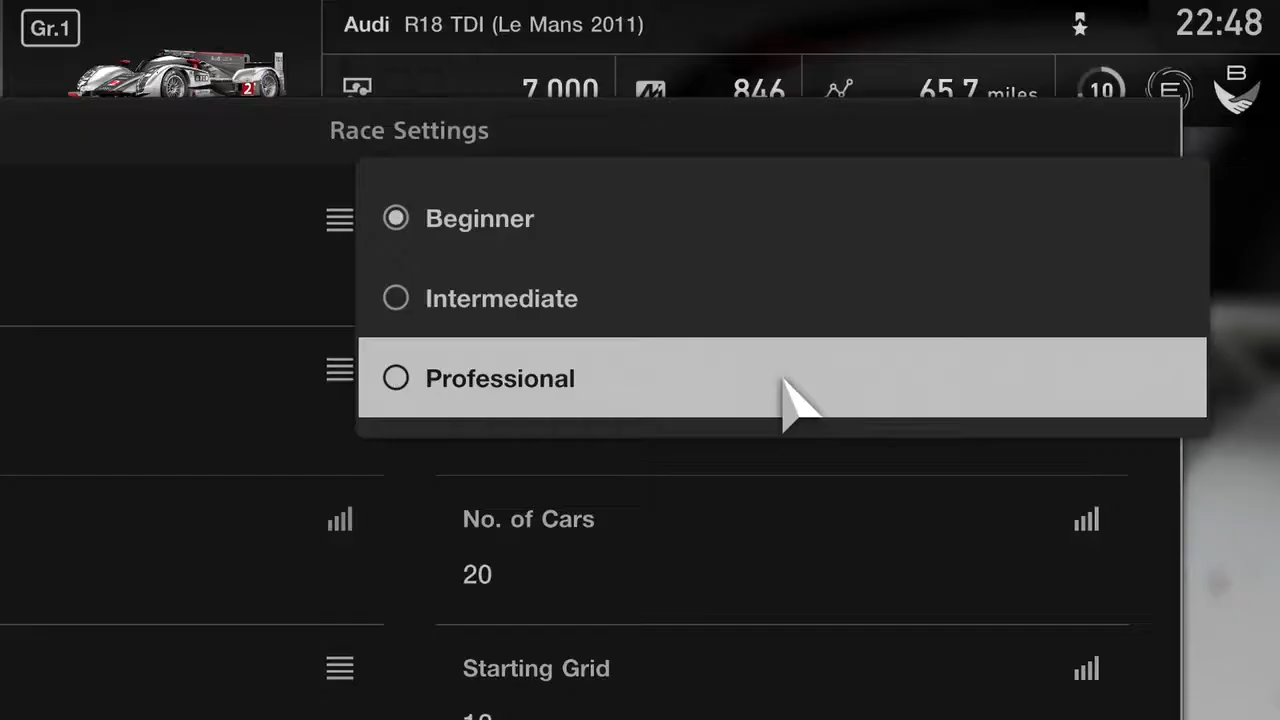 Gr.1
Audi R18 TDI (Le Mans 2011)
22:48
7,000
846
65.7 miles
10
E
B
Race Settings
Beginner
Intermediate
Professional
No. of Cars
20
Starting Grid